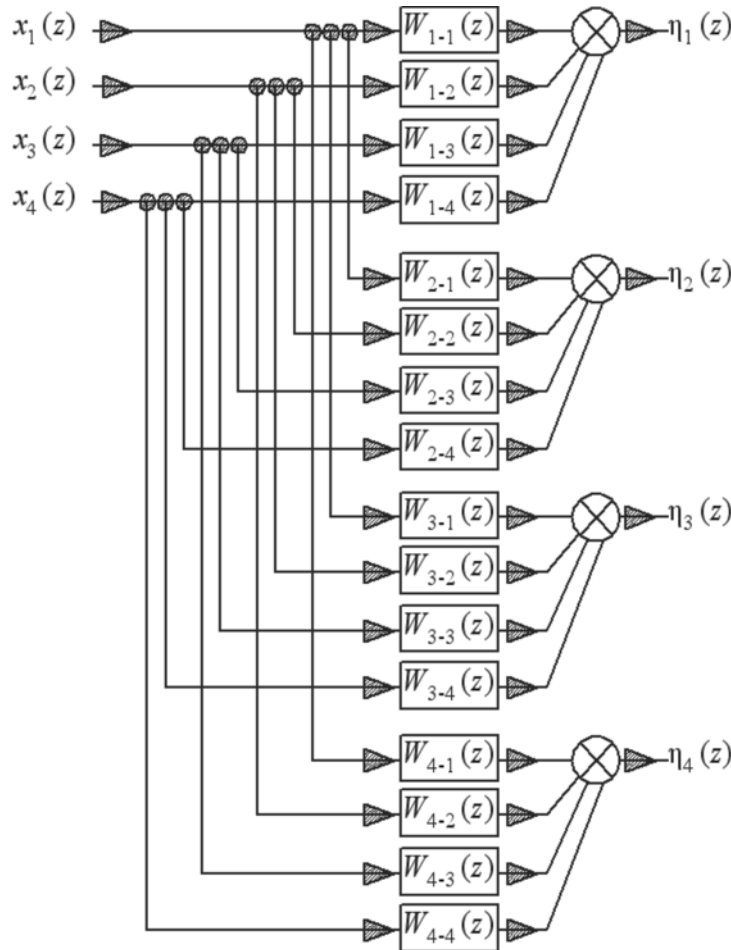 x₁(z) W₁₋₁(z) η₁(z)
x₂(z) W₁₋₂(z)
x₃(z) W₁₋₃(z)
x₄(z) W₁₋₄(z)
W₂₋₁(z) η₂(z)
W₂₋₂(z)
W₂₋₃(z)
W₂₋₄(z)
W₃₋₁(z) η₃(z)
W₃₋₂(z)
W₃₋₃(z)
W₃₋₄(z)
W₄₋₁(z) η₄(z)
W₄₋₂(z)
W₄₋₃(z)
W₄₋₄(z)